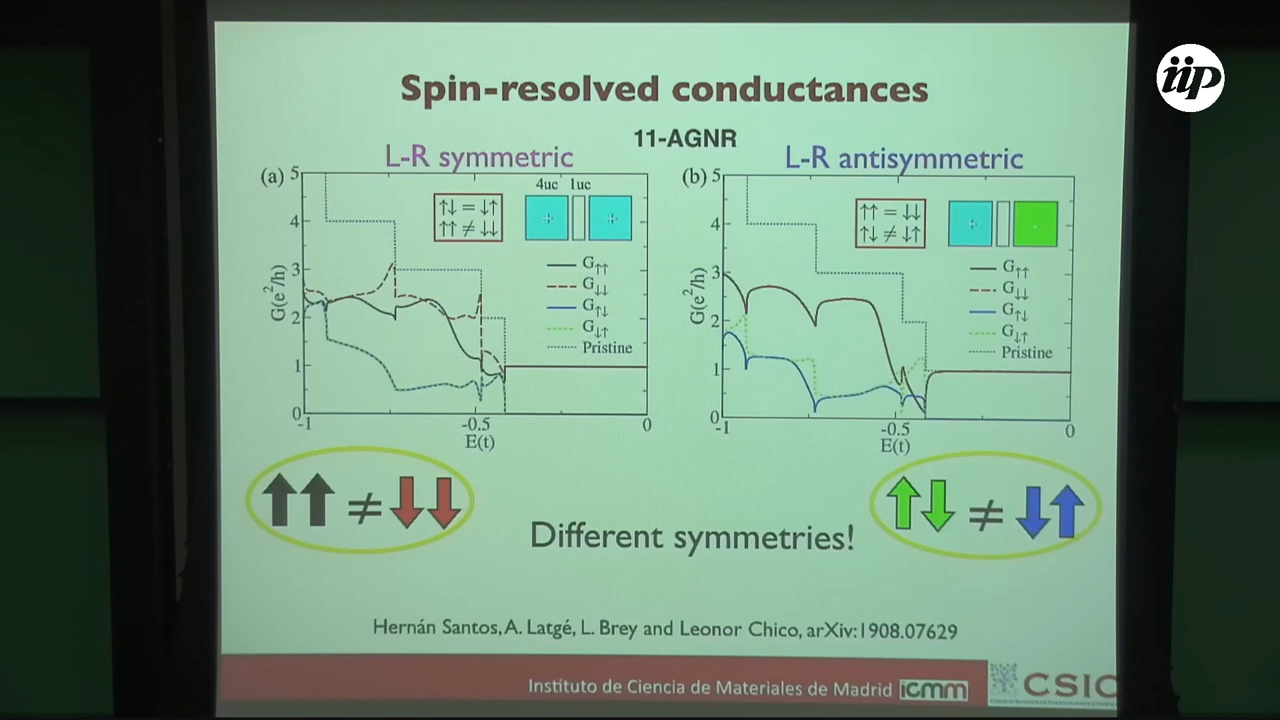 iip
Spin-resolved conductances
11-AGNR
L-R symmetric
L-R antisymmetric
(a)
5
4
3
2
1
0
G(e²/h)
-1
-0.5
0
E(t)
↑↓ = ↓↑
↑↑ ≠ ↓↓
4uc 1uc
G↑↑
G↓↓
G↑↓
G↓↑
Pristine
(b)
5
4
3
2
1
0
G(e²/h)
-1
-0.5
0
E(t)
↑↑ = ↓↓
↑↓ ≠ ↓↑
G↑↑
G↓↓
G↑↓
G↓↑
Pristine
↑↑ ≠ ↓↓
↑↓ ≠ ↓↑
Different symmetries!
Hernán Santos, A. Latgé, L. Brey and Leonor Chico, arXiv:1908.07629
Instituto de Ciencia de Materiales de Madrid icmm
CSIC